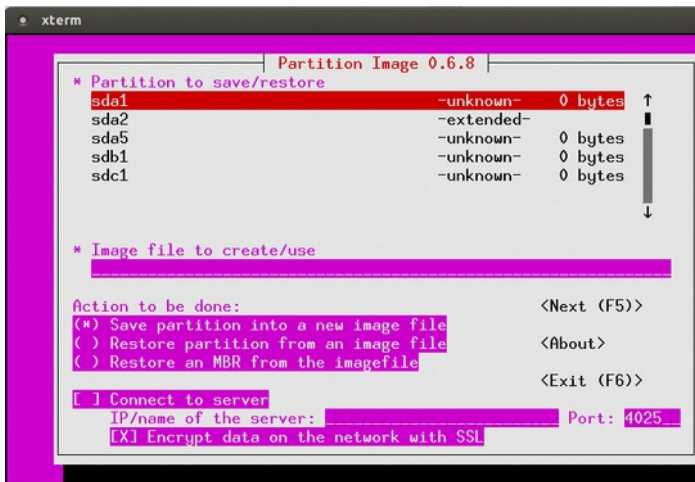 xterm
Partition Image 0.6.8
* Partition to save/restore
sda1 -unknown- 0 bytes ↑
sda2 -extended-
sda5 -unknown- 0 bytes
sdb1 -unknown- 0 bytes
sdc1 -unknown- 0 bytes
↓
* Image file to create/use
Action to be done: <Next (F5)>
(*) Save partition into a new image file
( ) Restore partition from an image file <About>
( ) Restore an MBR from the imagefile
<Exit (F6)>
[ ] Connect to server
IP/name of the server: Port: 4025__
[X] Encrypt data on the network with SSL